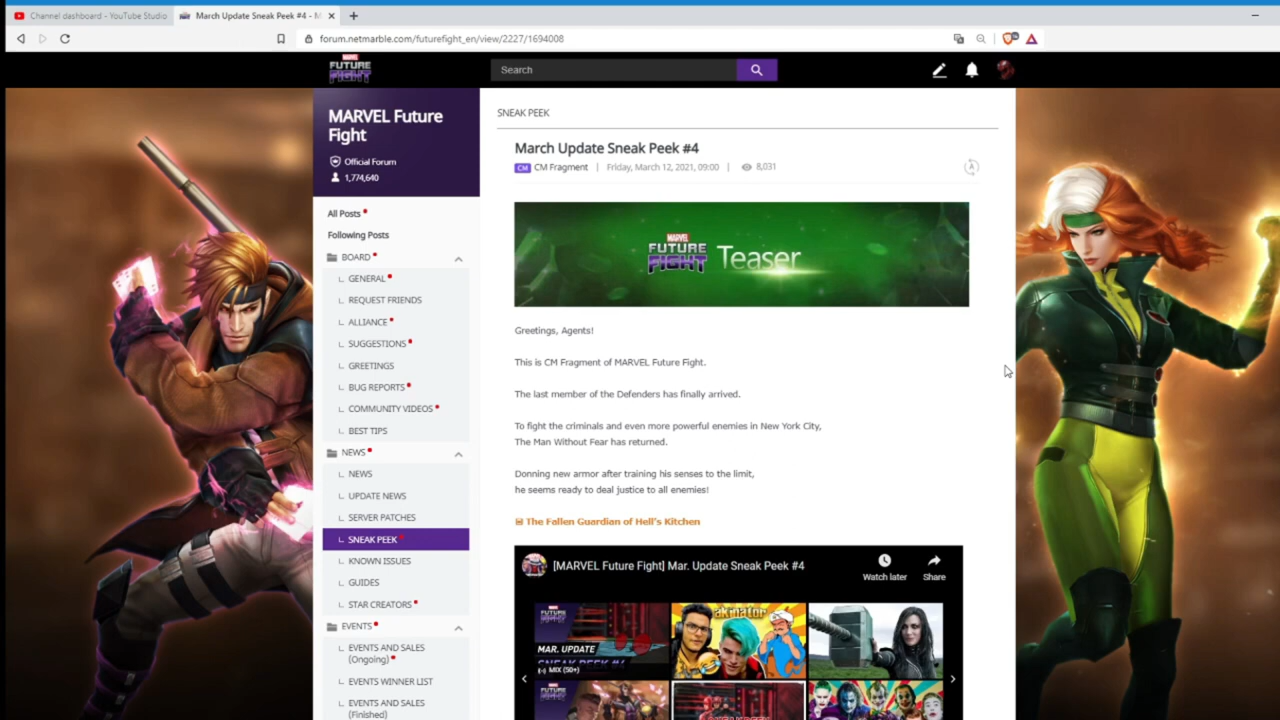 Channel dashboard - YouTube Studio
March Update Sneak Peek #4 - M
forum.netmarble.com/futurefight_en/view/2227/1694008
MARVEL
FUTURE
FIGHT
Search
MARVEL Future
Fight
Official Forum
1,774,640
All Posts
Following Posts
BOARD
GENERAL
REQUEST FRIENDS
ALLIANCE
SUGGESTIONS
GREETINGS
BUG REPORTS
COMMUNITY VIDEOS
BEST TIPS
NEWS
NEWS
UPDATE NEWS
SERVER PATCHES
SNEAK PEEK
KNOWN ISSUES
GUIDES
STAR CREATORS
EVENTS
EVENTS AND SALES
(Ongoing)
EVENTS WINNER LIST
EVENTS AND SALES
(Finished)
SNEAK PEEK
March Update Sneak Peek #4
CM CM Fragment | Friday, March 12, 2021, 09:00 | 8,031
MARVEL
FUTURE
FIGHT
Teaser
Greetings, Agents!
This is CM Fragment of MARVEL Future Fight.
The last member of the Defenders has finally arrived.
To fight the criminals and even more powerful enemies in New York City,
The Man Without Fear has returned.
Donning new armor after training his senses to the limit,
he seems ready to deal justice to all enemies!
The Fallen Guardian of Hell's Kitchen
[MARVEL Future Fight] Mar. Update Sneak Peek #4
Watch later
Share
FUTURE
akinator
MAR. UPDATE
SNEAK PEEK #4
MIX (50+)